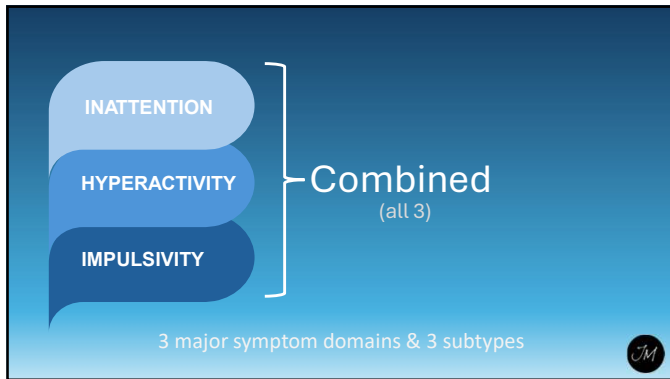 INATTENTION
HYPERACTIVITY
IMPULSIVITY
Combined
(all 3)
3 major symptom domains & 3 subtypes
JM